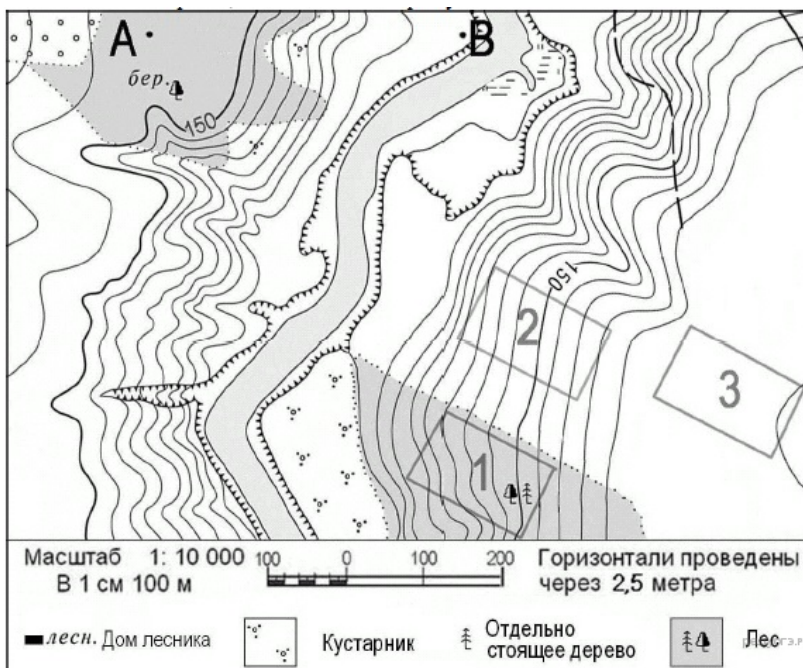 А
В
бер.
150
150
2
3
1
Масштаб 1: 10 000
В 1 см 100 м
100 0 100 200
Горизонтали проведены
через 2,5 метра
лесн. Дом лесника
Кустарник
Отдельно
стоящее дерево
Лес